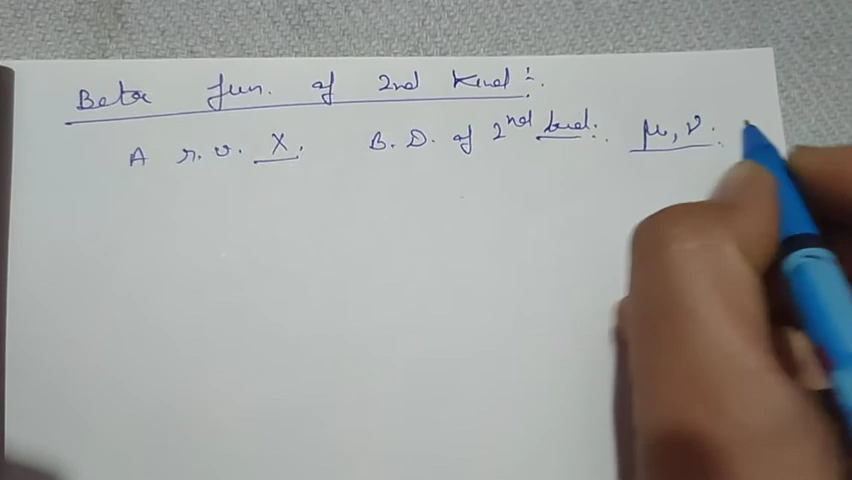 Beta fun. of 2nd Kind :-
A r. v. X. B. D. of 2nd kind. μ, ν.